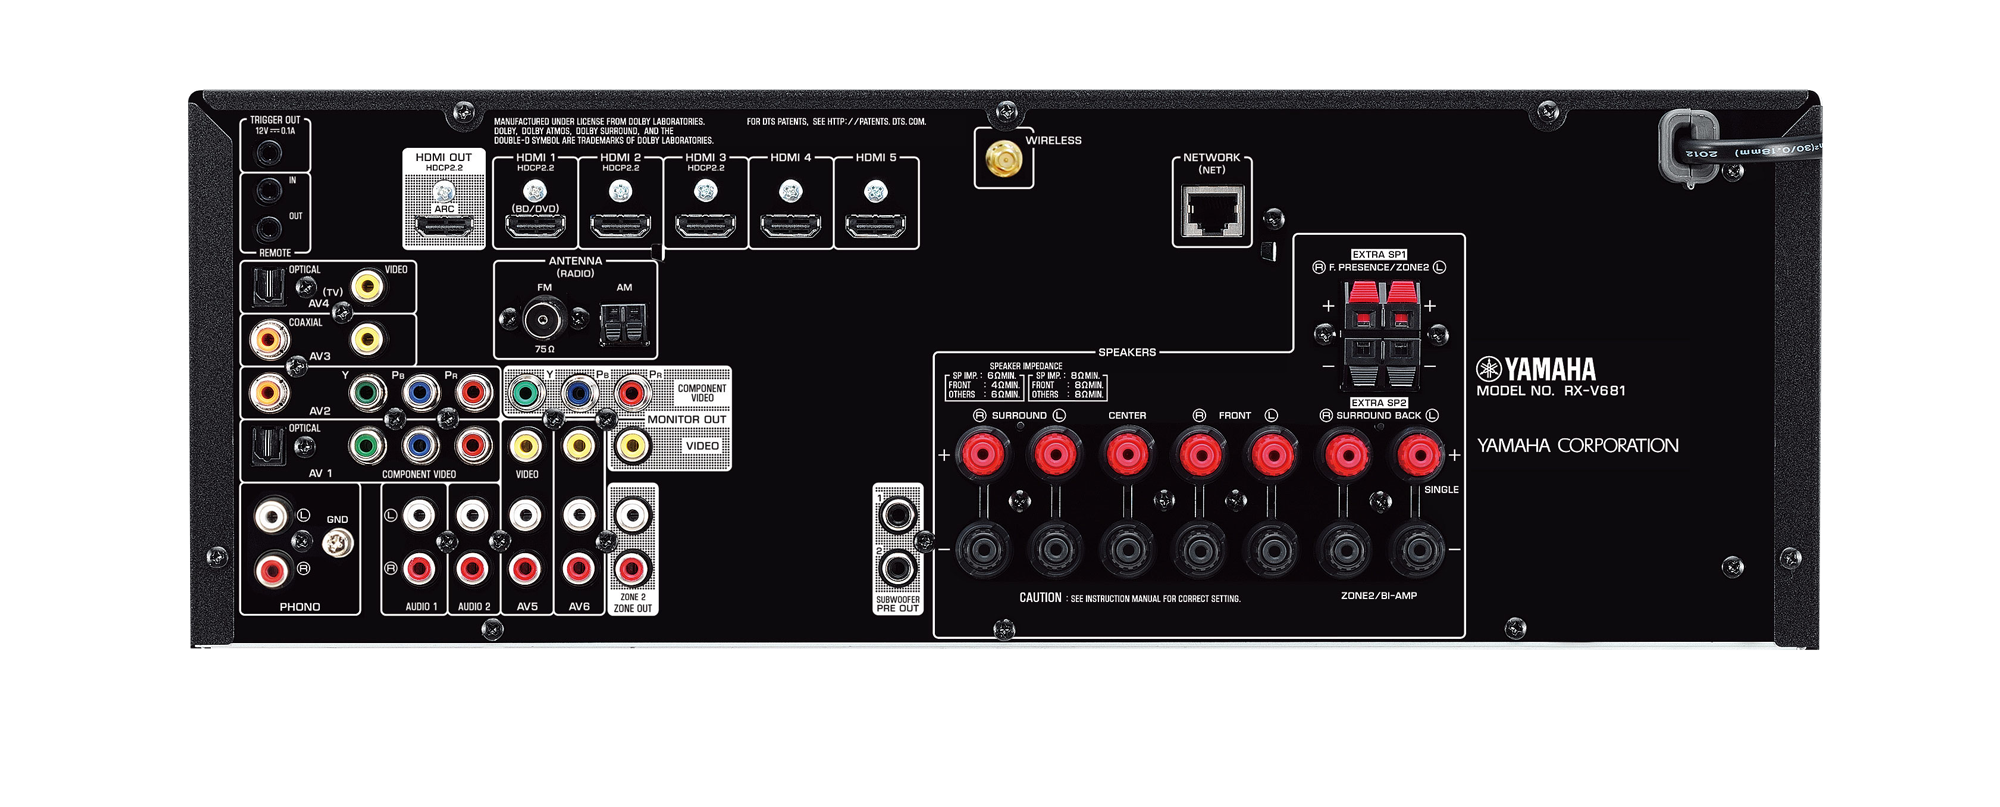 TRIGGER OUT
12V⎓0.1A
IN
OUT
REMOTE
MANUFACTURED UNDER LICENSE FROM DOLBY LABORATORIES.
DOLBY, DOLBY ATMOS, DOLBY SURROUND, AND THE
DOUBLE-D SYMBOL ARE TRADEMARKS OF DOLBY LABORATORIES.
FOR DTS PATENTS, SEE HTTP://PATENTS.DTS.COM.
HDMI OUT
HDCP2.2
ARC
HDMI 1
HDCP2.2
(BD/DVD)
HDMI 2
HDCP2.2
HDMI 3
HDCP2.2
HDMI 4
HDMI 5
WIRELESS
NETWORK
(NET)
(30/0.18mm) 2012
OPTICAL
(TV)
AV4
VIDEO
COAXIAL
AV3
ANTENNA
(RADIO)
FM
75Ω
AM
Y PB PR
AV2
OPTICAL
AV 1
COMPONENT VIDEO
Y PB PR
COMPONENT
VIDEO
MONITOR OUT
VIDEO
VIDEO
L
R
GND
PHONO
L
R
AUDIO 1
AUDIO 2
AV5
AV6
ZONE 2
ZONE OUT
1
2
SUBWOOFER
PRE OUT
EXTRA SP1
R F. PRESENCE/ZONE2 L
+ +
− −
SPEAKERS
SPEAKER IMPEDANCE
SP IMP. : 6ΩMIN.
FRONT : 4ΩMIN.
OTHERS : 6ΩMIN.
SP IMP. : 8ΩMIN.
FRONT : 8ΩMIN.
OTHERS : 8ΩMIN.
EXTRA SP2
R SURROUND L
CENTER
R FRONT L
R SURROUND BACK L
+ +
SINGLE
− −
CAUTION : SEE INSTRUCTION MANUAL FOR CORRECT SETTING.
ZONE2/BI-AMP
YAMAHA
MODEL NO. RX-V681
YAMAHA CORPORATION